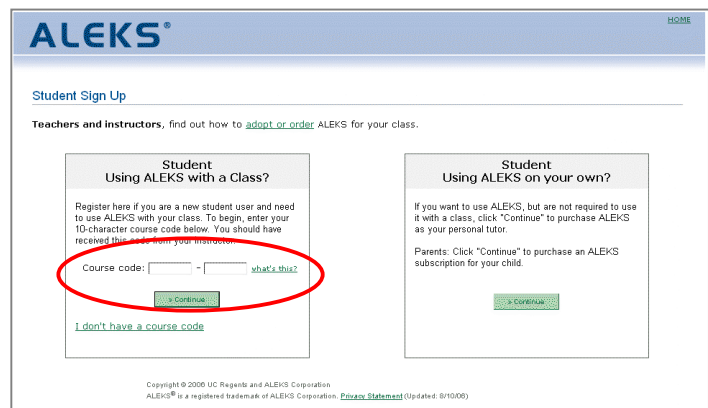 HOME
ALEKS®
Student Sign Up
Teachers and instructors, find out how to adopt or order ALEKS for your class.
Student
Using ALEKS with a Class?
Register here if you are a new student user and need
to use ALEKS with your class. To begin, enter your
10-character course code below. You should have
received this code from your instructor.
Course code: - what's this?
» Continue
I don't have a course code
Student
Using ALEKS on your own?
If you want to use ALEKS, but are not required to use
it with a class, click "Continue" to purchase ALEKS
as your personal tutor.
Parents: Click "Continue" to purchase an ALEKS
subscription for your child.
» Continue
Copyright © 2006 UC Regents and ALEKS Corporation
ALEKS® is a registered trademark of ALEKS Corporation. Privacy Statement (Updated: 8/10/06)